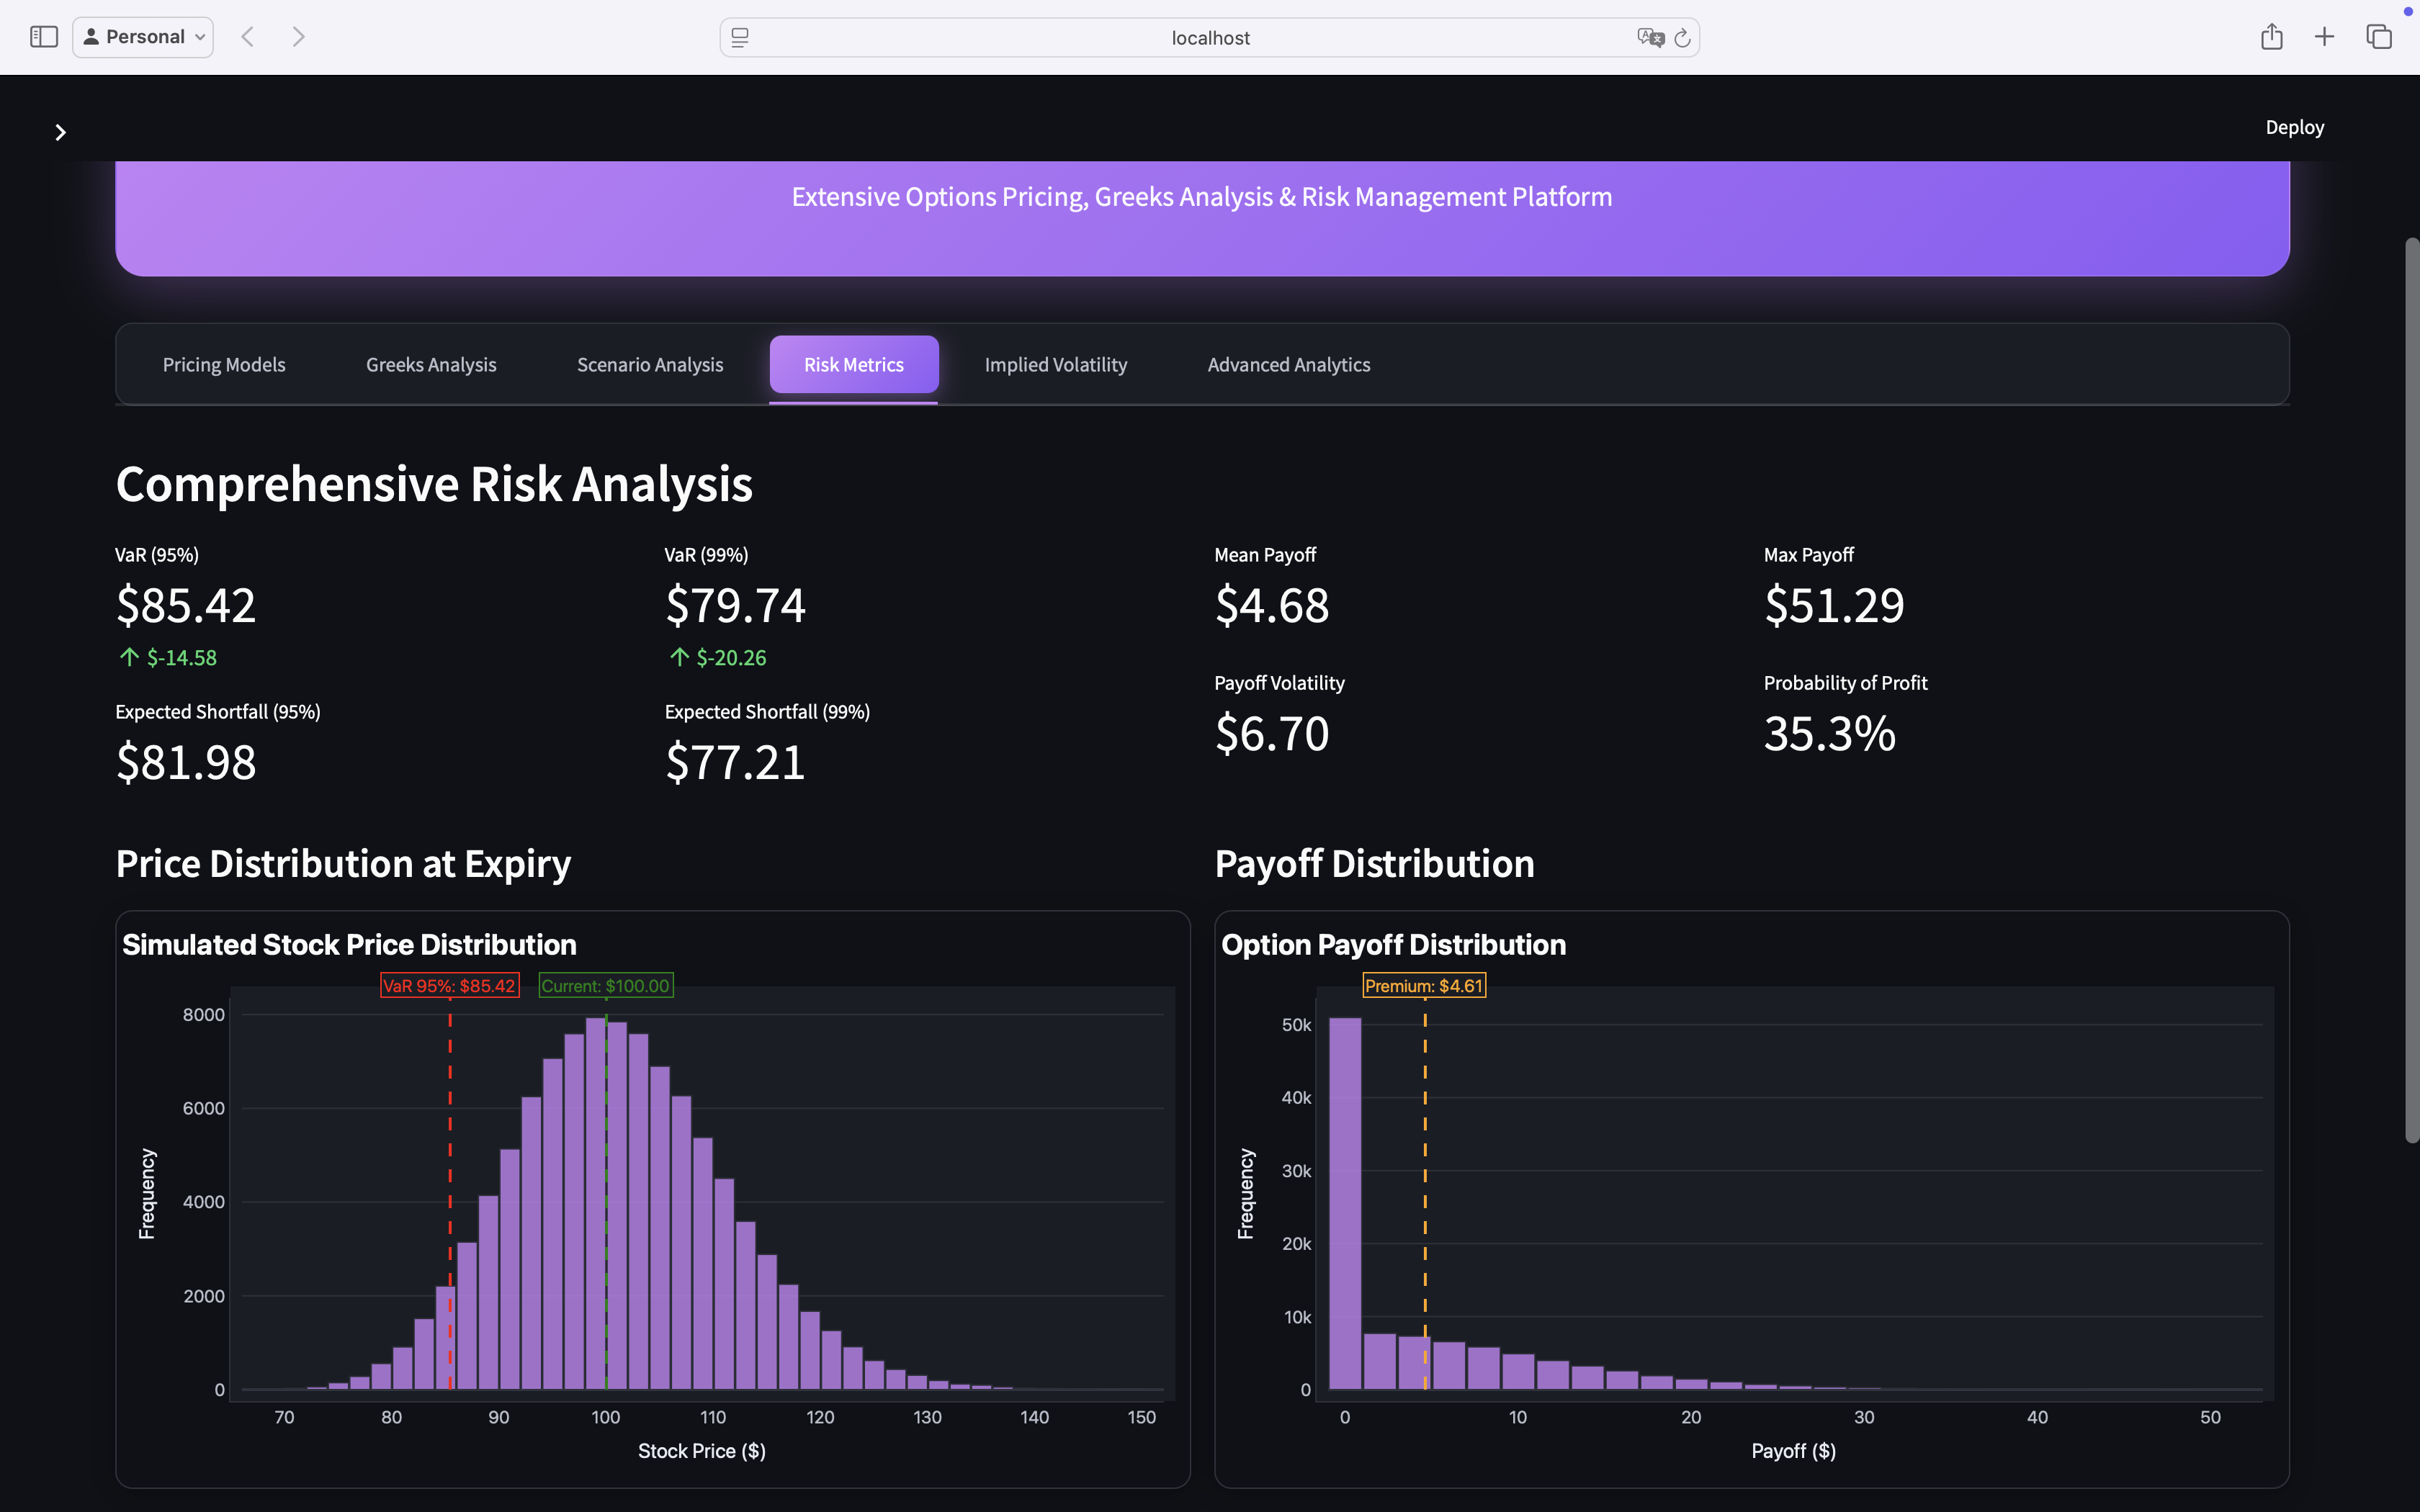 Personal
localhost
Deploy
Extensive Options Pricing, Greeks Analysis & Risk Management Platform
Pricing Models
Greeks Analysis
Scenario Analysis
Risk Metrics
Implied Volatility
Advanced Analytics
Comprehensive Risk Analysis
VaR (95%)
$85.42
↑ $-14.58
Expected Shortfall (95%)
$81.98
VaR (99%)
$79.74
↑ $-20.26
Expected Shortfall (99%)
$77.21
Mean Payoff
$4.68
Payoff Volatility
$6.70
Max Payoff
$51.29
Probability of Profit
35.3%
Price Distribution at Expiry
Simulated Stock Price Distribution
VaR 95%: $85.42
Current: $100.00
8000
6000
4000
2000
0
Frequency
70
80
90
100
110
120
130
140
150
Stock Price ($)
Payoff Distribution
Option Payoff Distribution
Premium: $4.61
50k
40k
30k
20k
10k
0
Frequency
0
10
20
30
40
50
Payoff ($)